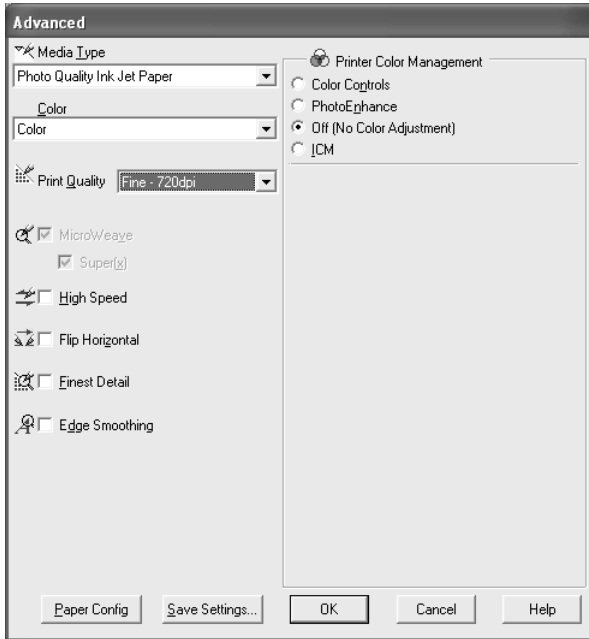 Advanced
Media Type
Photo Quality Ink Jet Paper
Color
Color
Print Quality Fine - 720dpi
MicroWeave
Super(x)
High Speed
Flip Horizontal
Finest Detail
Edge Smoothing
Printer Color Management
Color Controls
PhotoEnhance
Off (No Color Adjustment)
ICM
Paper Config Save Settings... OK Cancel Help